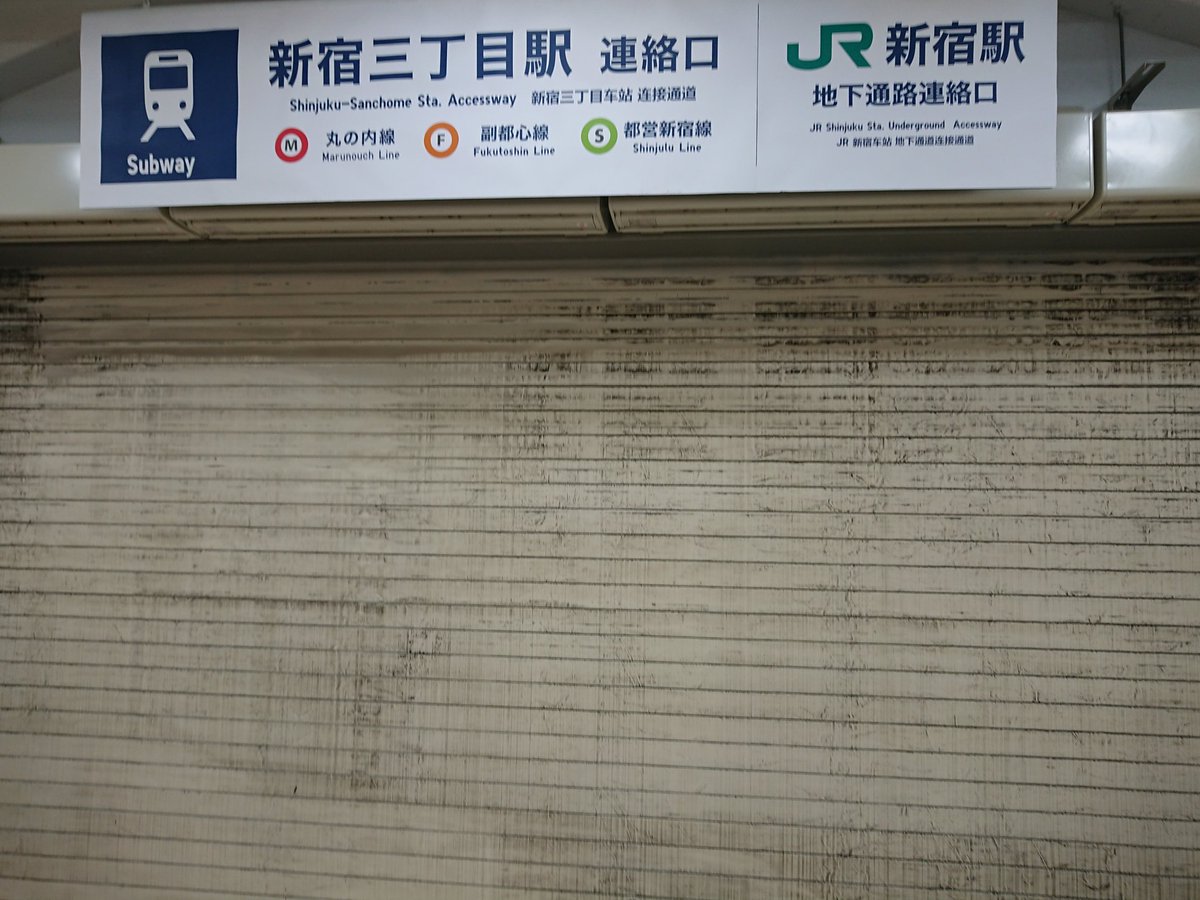 Subway
新宿三丁目駅 連絡口
Shinjuku-Sanchome Sta. Accessway 新宿三丁目车站 连接通道
M 丸の内線
Marunouch Line
F 副都心線
Fukutoshin Line
S 都営新宿線
Shinjulu Line
JR 新宿駅
地下通路連絡口
JR Shinjuku Sta. Underground Accessway
JR 新宿车站 地下通道连接通道